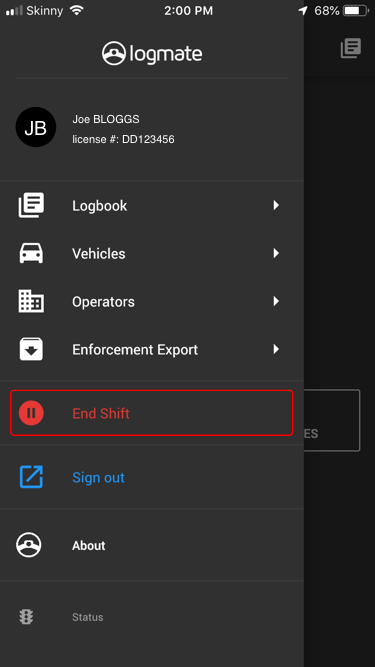 Skinny 2:00 PM 68%
logmate
JB
Joe BLOGGS
license #: DD123456
Logbook
Vehicles
Operators
Enforcement Export
End Shift
ES
Sign out
About
Status